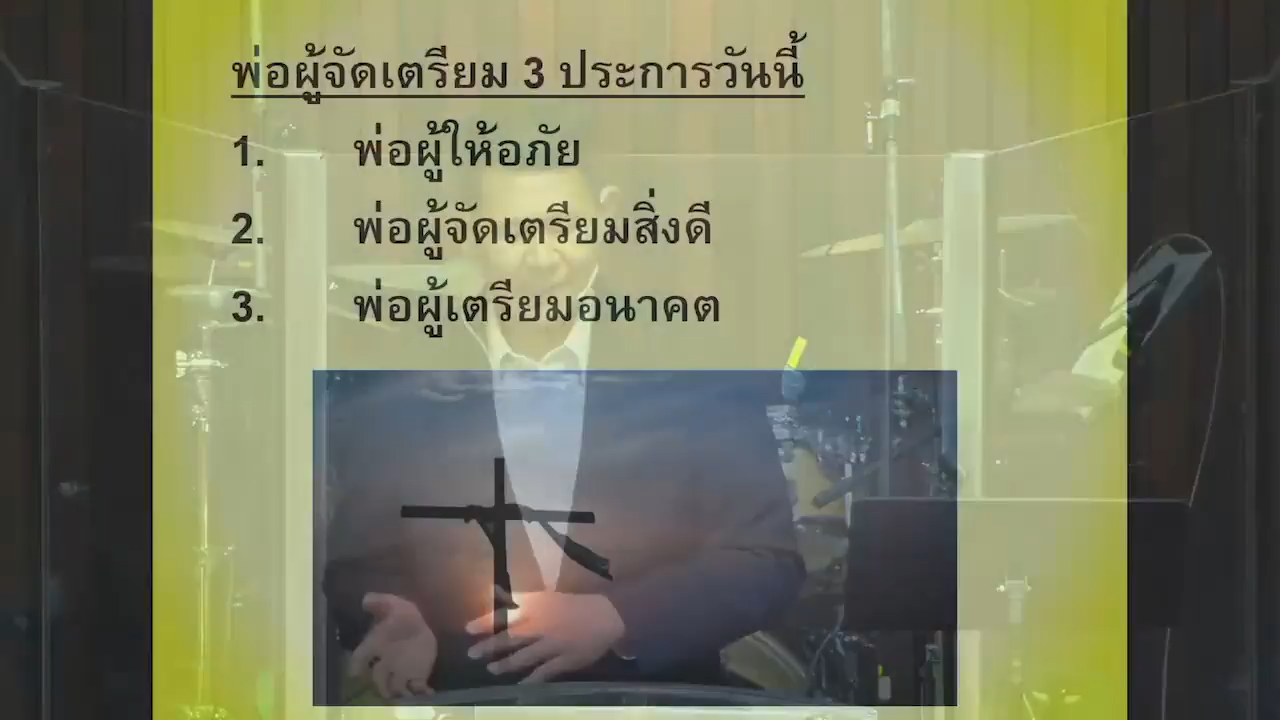 พ่อผู้จัดเตรียม 3 ประการวันนี้
1. พ่อผู้ให้อภัย
2. พ่อผู้จัดเตรียมสิ่งดี
3. พ่อผู้เตรียมอนาคต